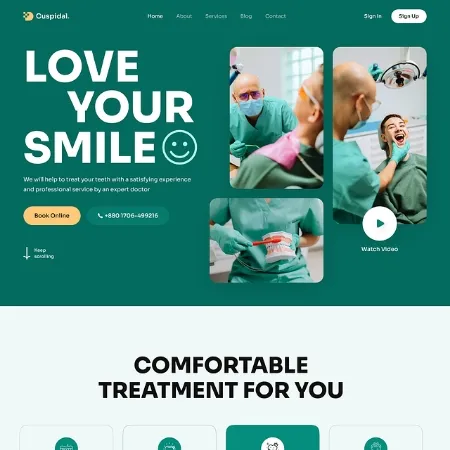 Cuspidal.
Home About Services Blog Contact
Sign in Sign Up
LOVE
YOUR
SMILE
We will help to treat your teeth with a satisfying experience
and professional service by an expert doctor
Book Online +880 1706-499215
Keep
scrolling
Watch Video
COMFORTABLE
TREATMENT FOR YOU